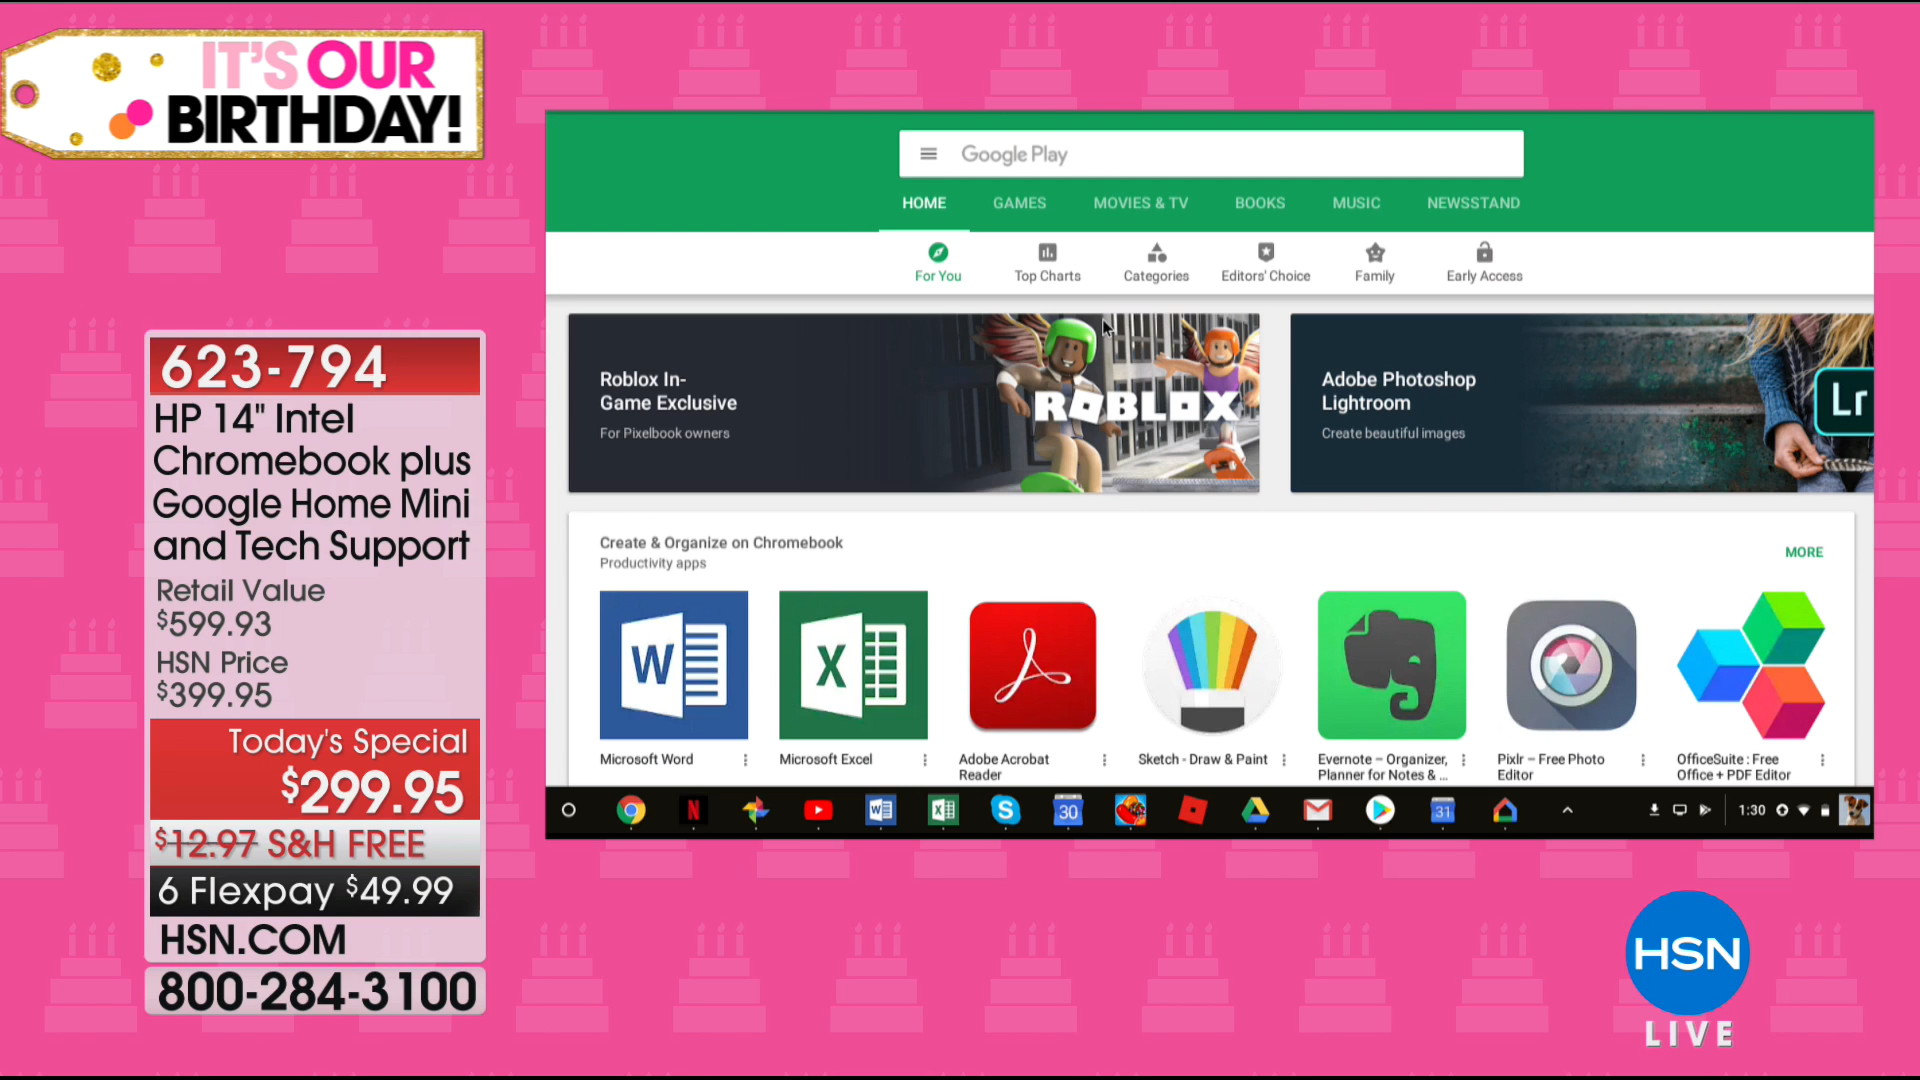 IT'S OUR
BIRTHDAY!
623-794
HP 14" Intel
Chromebook plus
Google Home Mini
and Tech Support
Retail Value
$599.93
HSN Price
$399.95
Today's Special
$299.95
$12.97 S&H FREE
6 Flexpay $49.99
HSN.COM
800-284-3100
Google Play
HOME GAMES MOVIES & TV BOOKS MUSIC NEWSSTAND
For You Top Charts Categories Editors' Choice Family Early Access
Roblox In-
Game Exclusive
For Pixelbook owners
ROBLOX
Adobe Photoshop
Lightroom
Create beautiful images
Lr
Create & Organize on Chromebook
Productivity apps
MORE
W
X
Microsoft Word
Microsoft Excel
Adobe Acrobat
Reader
Sketch - Draw & Paint
Evernote – Organizer,
Planner for Notes & ...
Pixlr – Free Photo
Editor
OfficeSuite : Free
Office + PDF Editor
N W X S 30 31 1:30
HSN
LIVE